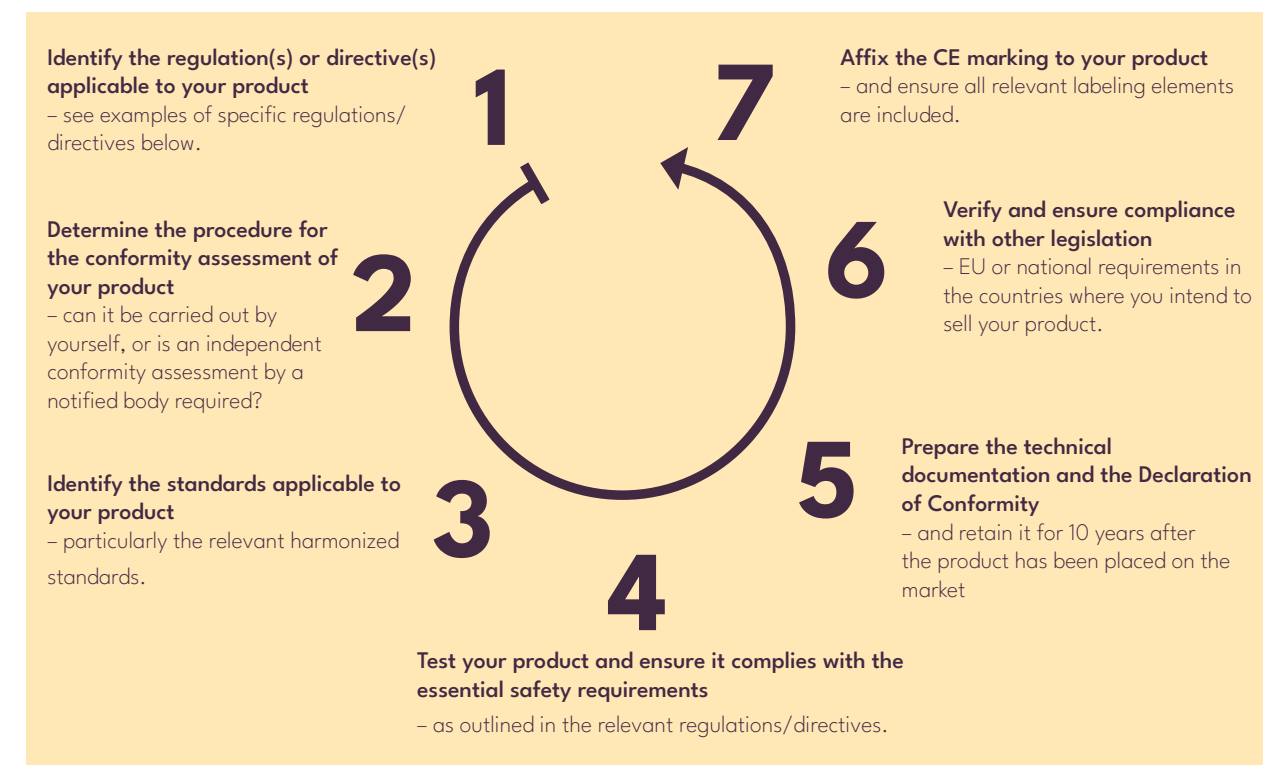 1
Identify the regulation(s) or directive(s)
applicable to your product
– see examples of specific regulations/
directives below.
2
Determine the procedure for
the conformity assessment of
your product
– can it be carried out by
yourself, or is an independent
conformity assessment by a
notified body required?
3
Identify the standards applicable to
your product
– particularly the relevant harmonized
standards.
4
Test your product and ensure it complies with the
essential safety requirements
– as outlined in the relevant regulations/directives.
5
Prepare the technical
documentation and the Declaration
of Conformity
– and retain it for 10 years after
the product has been placed on the
market
6
Verify and ensure compliance
with other legislation
– EU or national requirements in
the countries where you intend to
sell your product.
7
Affix the CE marking to your product
– and ensure all relevant labeling elements
are included.